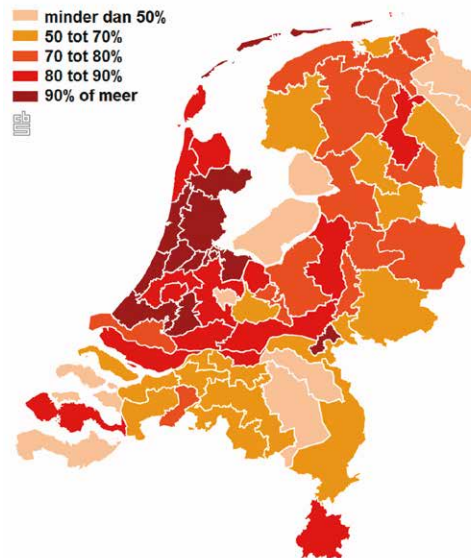 minder dan 50%
50 tot 70%
70 tot 80%
80 tot 90%
90% of meer